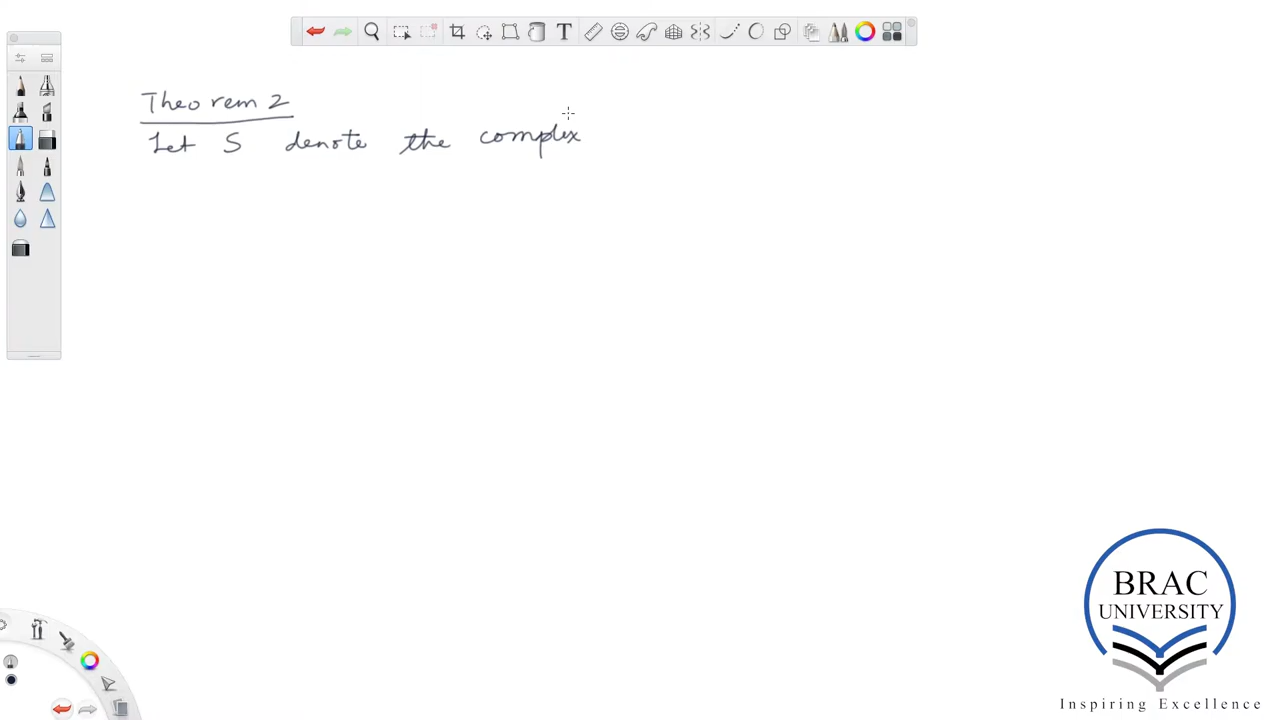 Theorem 2
Let S denote the complex
BRAC
UNIVERSITY
Inspiring Excellence